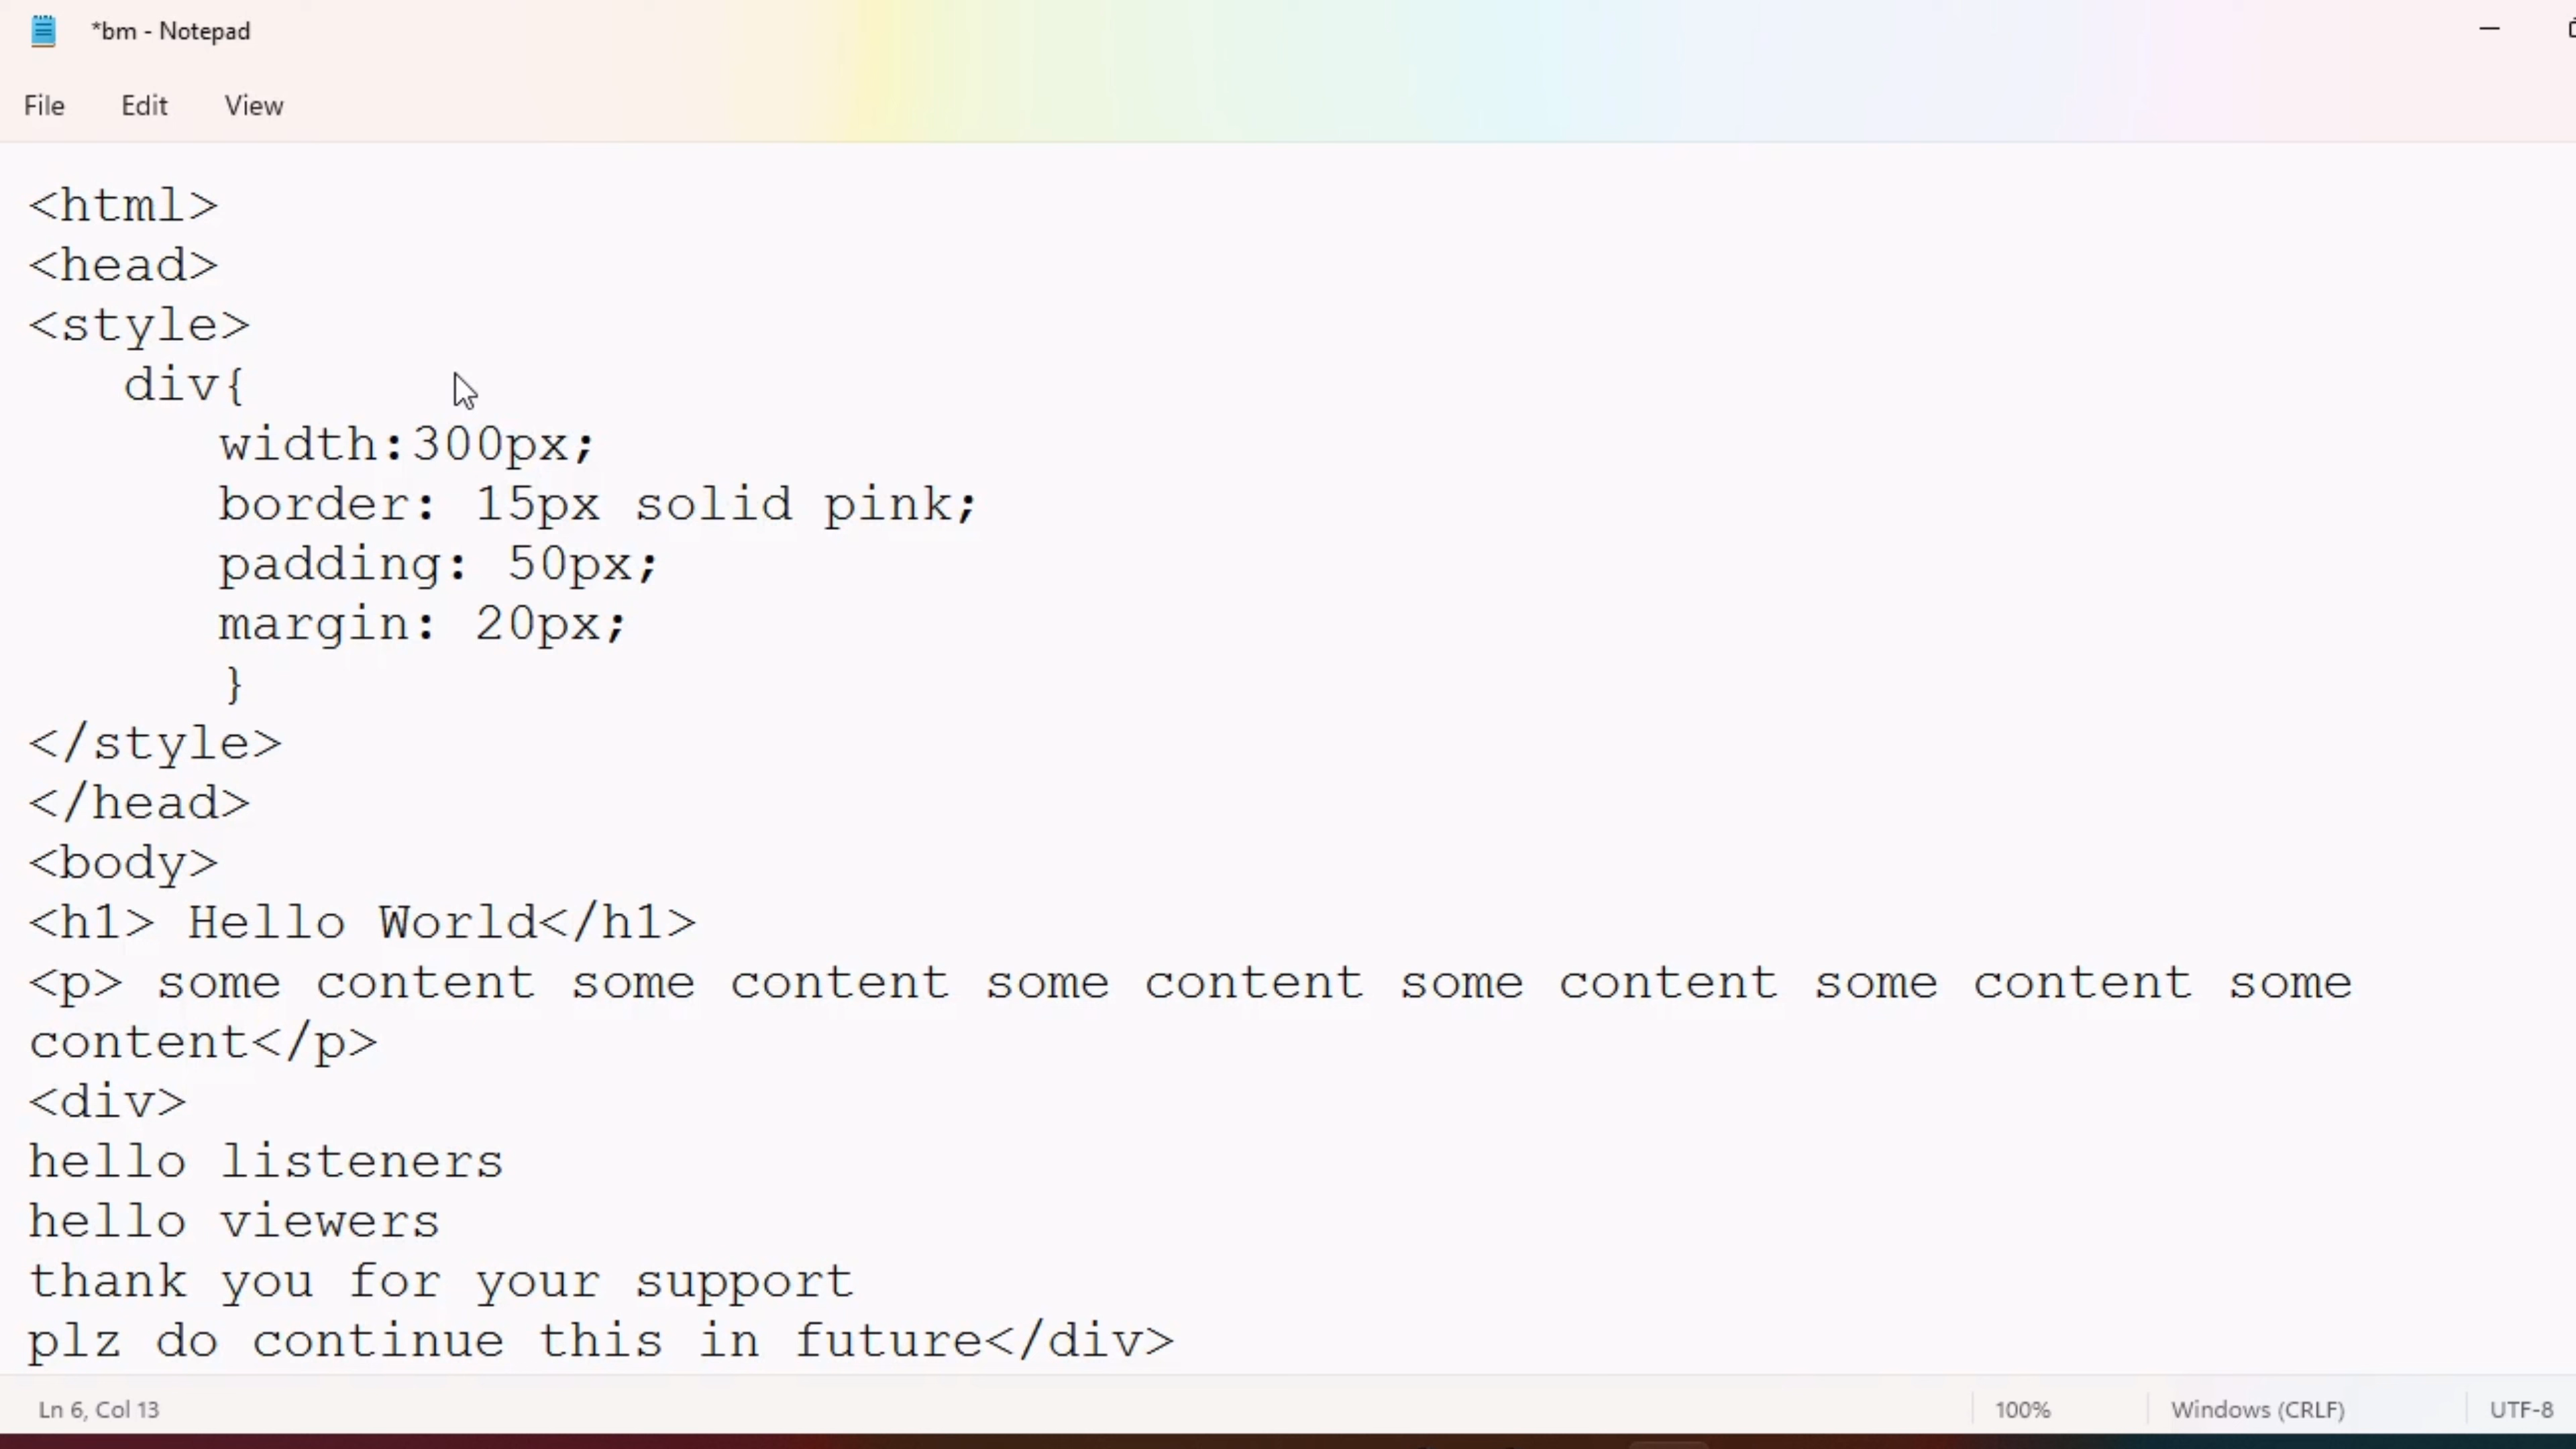 *bm - Notepad
File Edit View
<html>
<head>
<style>
   div{
      width:300px;
      border: 15px solid pink;
      padding: 50px;
      margin: 20px;
      }
</style>
</head>
<body>
<h1> Hello World</h1>
<p> some content some content some content some content some content some
content</p>
<div>
hello listeners
hello viewers
thank you for your support
plz do continue this in future</div>
Ln 6, Col 13 100% Windows (CRLF) UTF-8